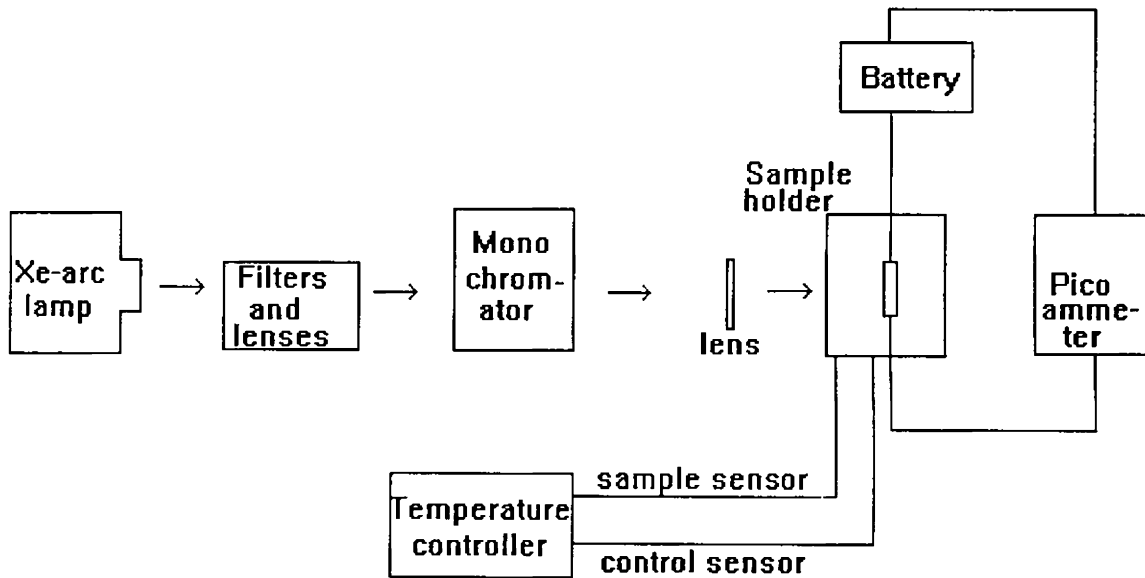 Battery
Sample
holder
Xe-arc
lamp
Filters
and
lenses
Mono
chrom-
ator
lens
Pico
amme-
ter
sample sensor
Temperature
controller
control sensor